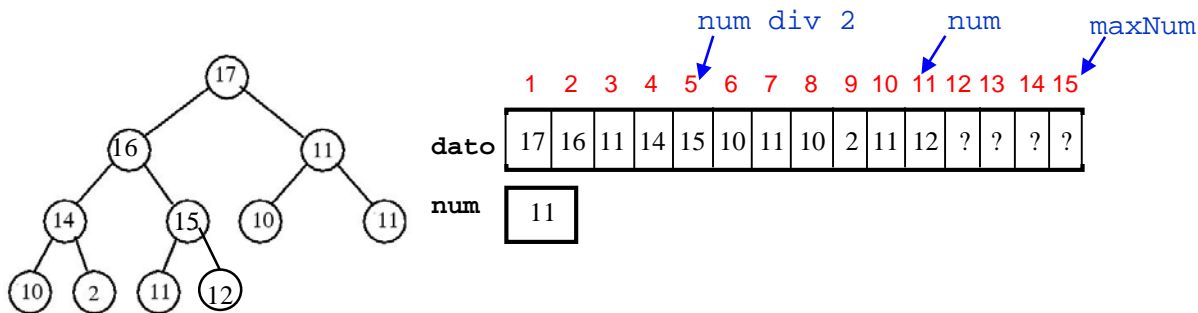 num div 2 num maxNum
17
1 2 3 4 5 6 7 8 9 10 11 12 13 14 15
16 11
dato 17 16 11 14 15 10 11 10 2 11 12 ? ? ? ?
14 15 10 11
num 11
10 2 11 12